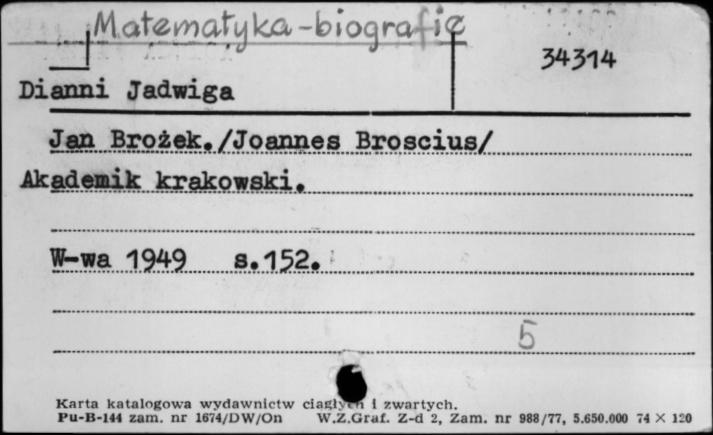 Matematyka-biografie
34314
Dianni Jadwiga
Jan Brożek./Joannes Broscius/
Akademik krakowski.
W-wa 1949 s.152.
5
Karta katalogowa wydawnictw ciągłych i zwartych.
Pu-B-144 zam. nr 1674/DW/On W.Z.Graf. Z-d 2, Zam. nr 988/77, 5.650.000 74 × 120